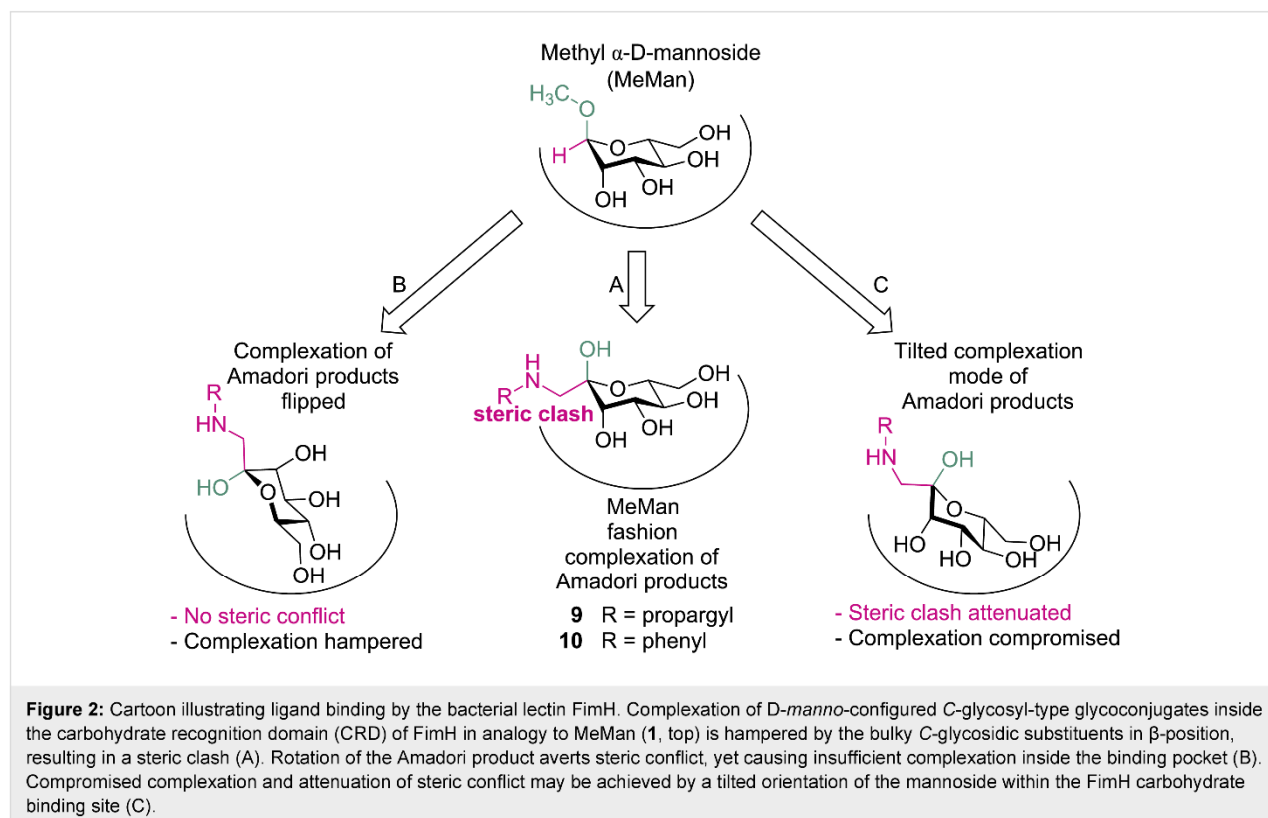 Methyl α-D-mannoside
(MeMan)
H₃C
O
H
O
OH
OH
OH
OH
B
A
C
Complexation of
Amadori products
flipped
R
HN
OH
HO
O
OH
OH
OH
OH
H
N
R
steric clash
OH
O
OH
OH
OH
OH
MeMan
fashion
complexation of
Amadori products
9 R = propargyl
10 R = phenyl
Tilted complexation
mode of
Amadori products
R
HN
OH
O
HO
HO
OH
OH
- No steric conflict
- Complexation hampered
- Steric clash attenuated
- Complexation compromised
Figure 2: Cartoon illustrating ligand binding by the bacterial lectin FimH. Complexation of D-manno-configured C-glycosyl-type glycoconjugates inside
the carbohydrate recognition domain (CRD) of FimH in analogy to MeMan (1, top) is hampered by the bulky C-glycosidic substituents in β-position,
resulting in a steric clash (A). Rotation of the Amadori product averts steric conflict, yet causing insufficient complexation inside the binding pocket (B).
Compromised complexation and attenuation of steric conflict may be achieved by a tilted orientation of the mannoside within the FimH carbohydrate
binding site (C).